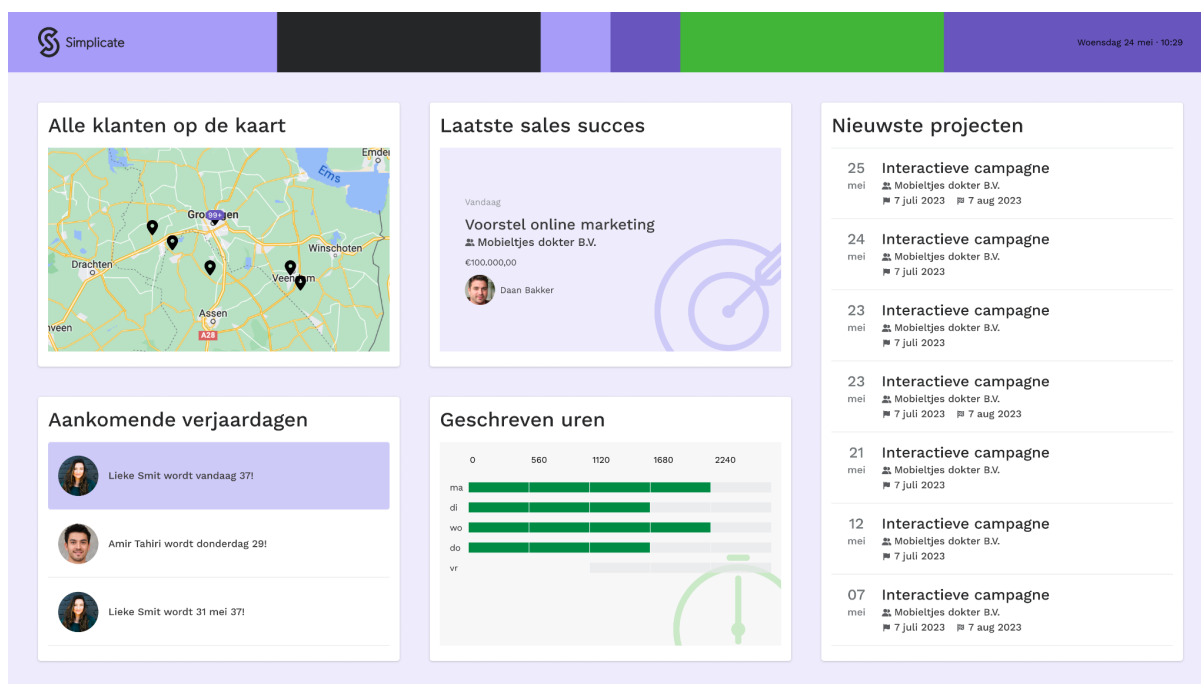 Simplicate
Woensdag 24 mei · 10:29
Alle klanten op de kaart
Emden
Ems
Groningen
99+
Winschoten
Drachten
Veendam
Assen
nveen
A28
Laatste sales succes
Vandaag
Voorstel online marketing
Mobieltjes dokter B.V.
€100.000,00
Daan Bakker
Nieuwste projecten
25 Interactieve campagne
mei Mobieltjes dokter B.V.
7 juli 2023 7 aug 2023
24 Interactieve campagne
mei Mobieltjes dokter B.V.
7 juli 2023
23 Interactieve campagne
mei Mobieltjes dokter B.V.
7 juli 2023
23 Interactieve campagne
mei Mobieltjes dokter B.V.
7 juli 2023 7 aug 2023
21 Interactieve campagne
mei Mobieltjes dokter B.V.
7 juli 2023
12 Interactieve campagne
mei Mobieltjes dokter B.V.
7 juli 2023
07 Interactieve campagne
mei Mobieltjes dokter B.V.
7 juli 2023 7 aug 2023
Aankomende verjaardagen
Lieke Smit wordt vandaag 37!
Amir Tahiri wordt donderdag 29!
Lieke Smit wordt 31 mei 37!
Geschreven uren
0 560 1120 1680 2240
ma
di
wo
do
vr